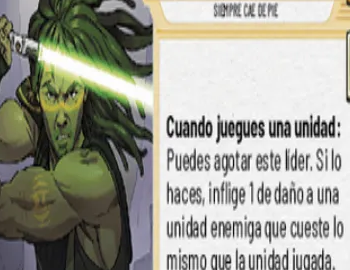 SIEMPRE CAE DE PIE
Cuando juegues una unidad:
Puedes agotar este líder. Si lo
haces, inflige 1 de daño a una
unidad enemiga que cueste lo
mismo que la unidad jugada.